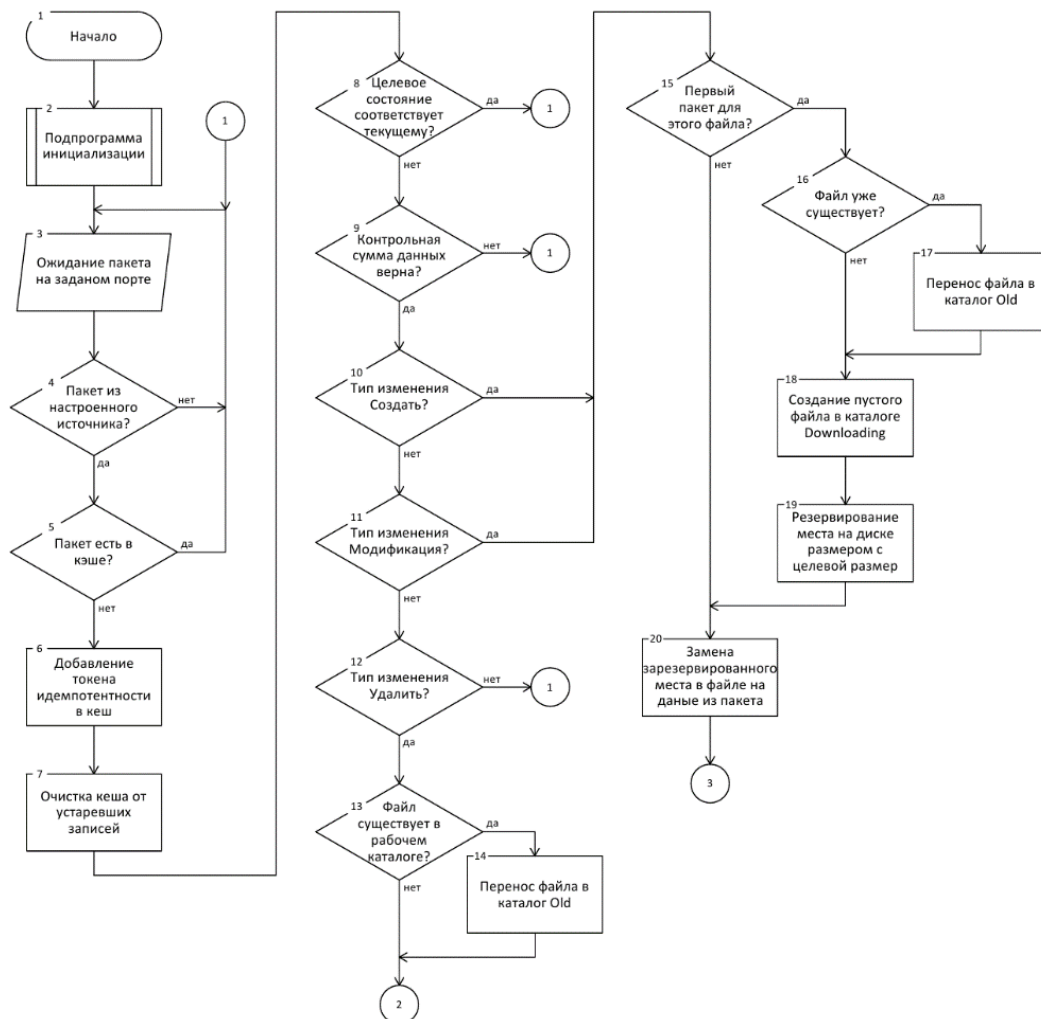 1
Начало
2
Подпрограмма
инициализации
1
3
Ожидание пакета
на заданом порте
4
Пакет из
настроенного
источника?
нет
да
5
Пакет есть в
кэше?
да
нет
6
Добавление
токена
идемпотентности
в кеш
7
Очистка кеша от
устаревших
записей
8
Целевое
состояние
соответствует
текущему?
да
1
нет
9
Контрольная
сумма данных
верна?
нет
1
да
10
Тип изменения
Создать?
да
нет
11
Тип изменения
Модификация?
да
нет
12
Тип изменения
Удалить?
нет
1
да
13
Файл
существует в
рабочем
каталоге?
да
нет
14
Перенос файла в
каталог Old
2
15
Первый
пакет для
этого файла?
да
нет
16
Файл уже
существует?
да
нет
17
Перенос файла в
каталог Old
18
Создание пустого
файла в каталоге
Downloading
19
Резервирование
места на диске
размером с
целевой размер
20
Замена
зарезервированного
места в файле на
даные из пакета
3